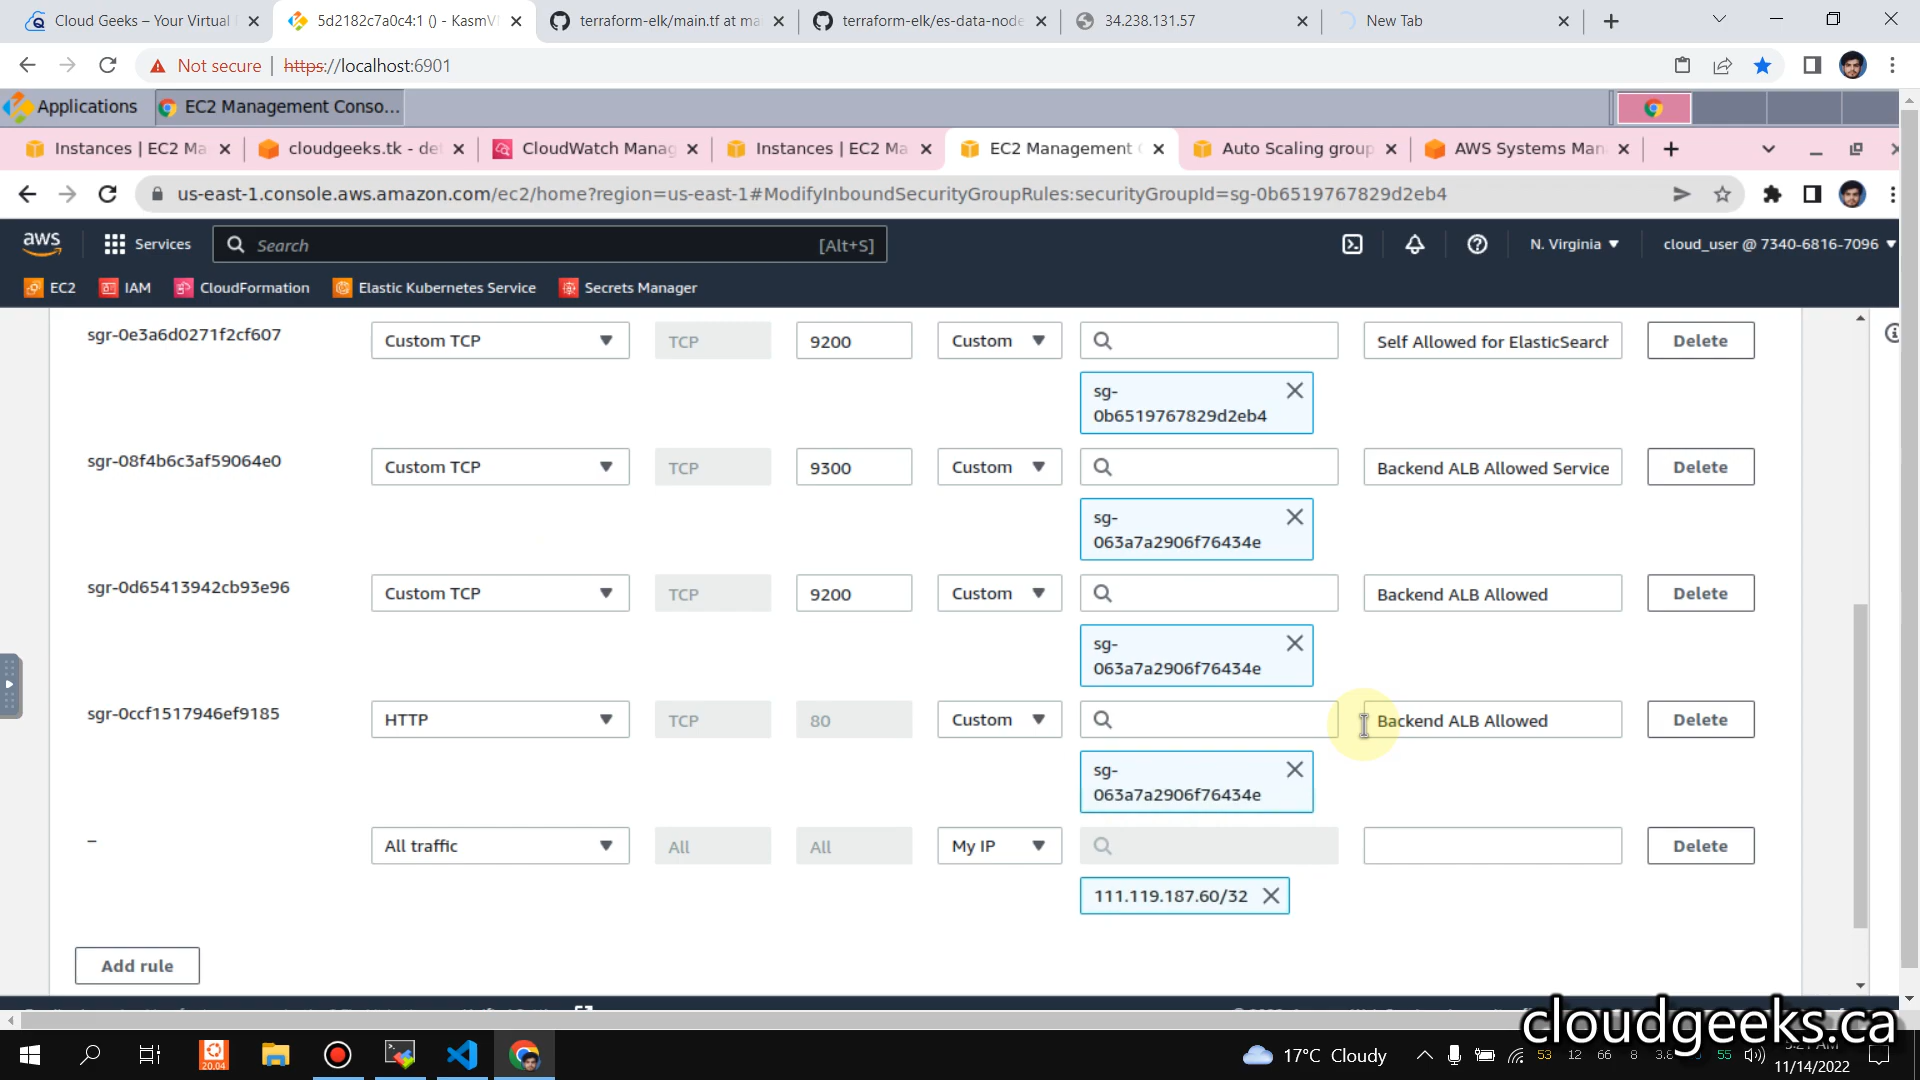 Cloud Geeks – Your Virtual
5d2182c7a0c4:1 () - KasmV
terraform-elk/main.tf at ma
terraform-elk/es-data-node
34.238.131.57
New Tab
Not secure | https://localhost:6901
Applications
EC2 Management Conso...
Instances | EC2 Ma
cloudgeeks.tk - de
CloudWatch Manag
Instances | EC2 Ma
EC2 Management
Auto Scaling group
AWS Systems Man
us-east-1.console.aws.amazon.com/ec2/home?region=us-east-1#ModifyInboundSecurityGroupRules:securityGroupId=sg-0b6519767829d2eb4
aws
Services
Search
[Alt+S]
N. Virginia
cloud_user @ 7340-6816-7096
EC2
IAM
CloudFormation
Elastic Kubernetes Service
Secrets Manager
sgr-0e3a6d0271f2cf607
Custom TCP
TCP
9200
Custom
Self Allowed for ElasticSearch
Delete
sg-
0b6519767829d2eb4
sgr-08f4b6c3af59064e0
Custom TCP
TCP
9300
Custom
Backend ALB Allowed Service
Delete
sg-
063a7a2906f76434e
sgr-0d65413942cb93e96
Custom TCP
TCP
9200
Custom
Backend ALB Allowed
Delete
sg-
063a7a2906f76434e
sgr-0ccf1517946ef9185
HTTP
TCP
80
Custom
Backend ALB Allowed
Delete
sg-
063a7a2906f76434e
–
All traffic
All
All
My IP
Delete
111.119.187.60/32
Add rule
cloudgeeks.ca
20.04
17°C Cloudy
53
12
66
8
3.8
55
11/14/2022